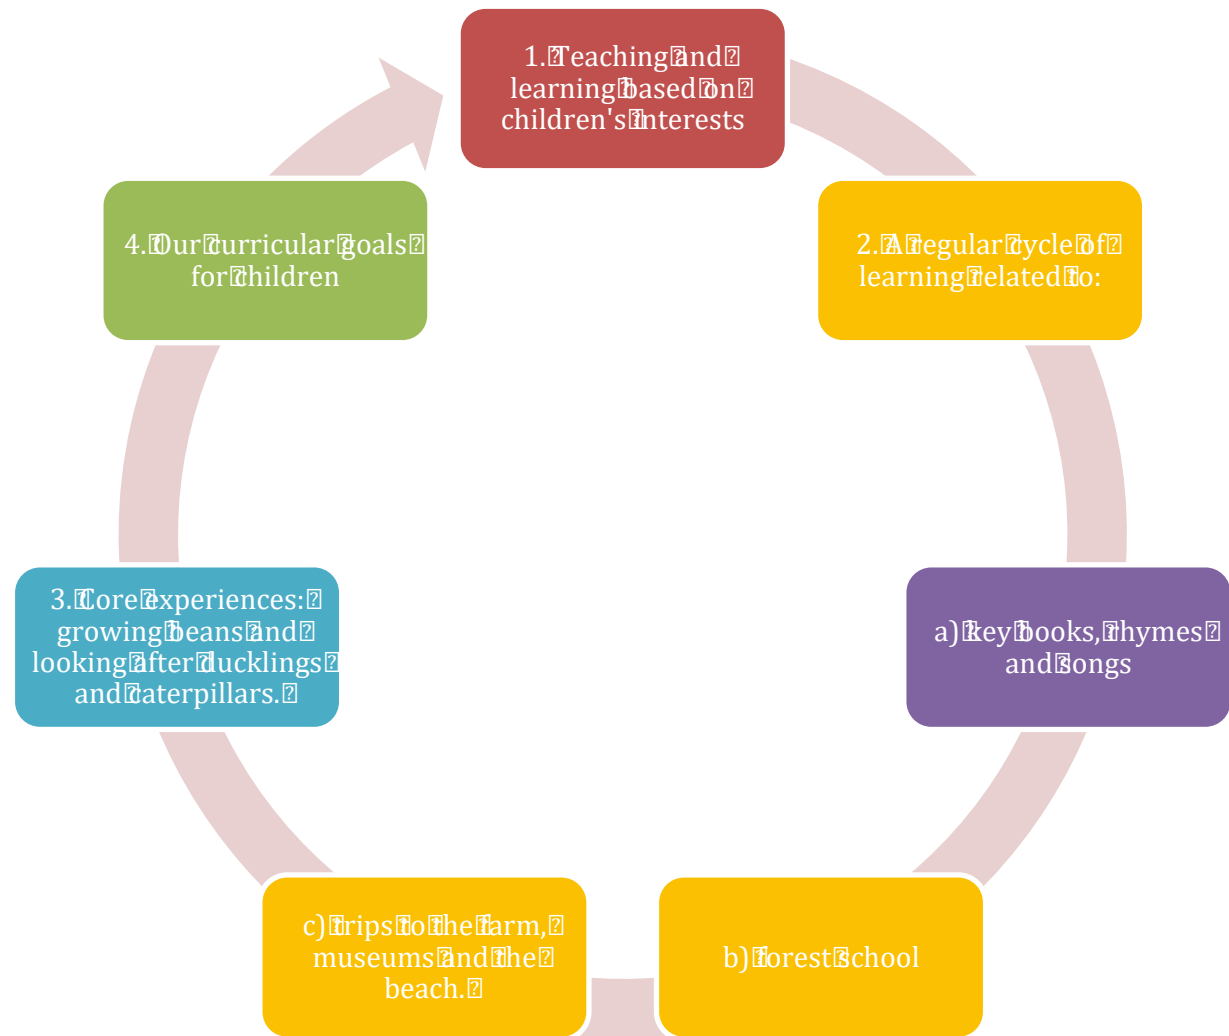 1. Teaching and
learning based on
children's interests
2. A regular cycle of
learning related to:
a) key books, rhymes
and songs
b) forest school
c) trips to the farm,
museums and the
beach.
3. Core experiences:
growing beans and
looking after ducklings
and caterpillars.
4. Our curricular goals
for children